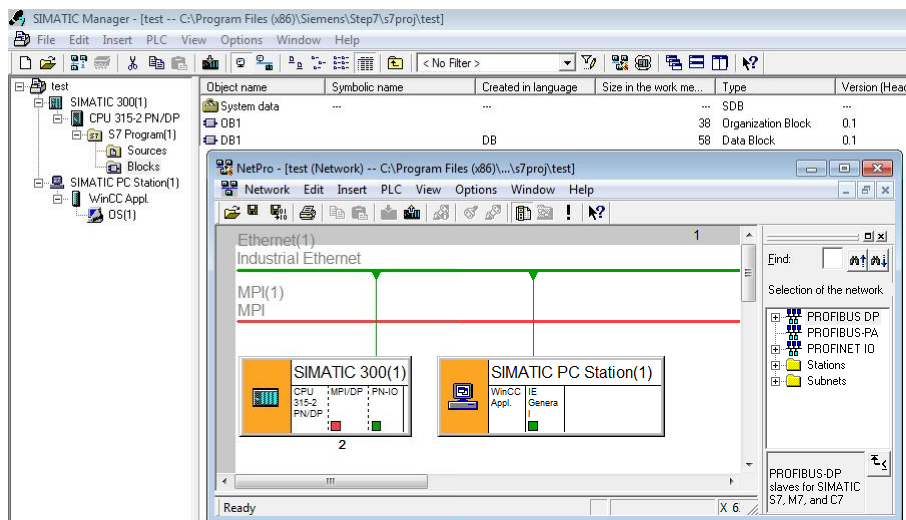 SIMATIC Manager - [test -- C:\Program Files (x86)\Siemens\Step7\s7proj\test]
File Edit Insert PLC View Options Window Help
< No Filter >
test
SIMATIC 300(1)
CPU 315-2 PN/DP
S7 Program(1)
Sources
Blocks
SIMATIC PC Station(1)
WinCC Appl.
OS(1)
Object name Symbolic name Created in language Size in the work me... Type Version (Head
System data --- --- --- SDB ---
OB1 38 Organization Block 0.1
DB1 DB 58 Data Block 0.1
NetPro - [test (Network) -- C:\Program Files (x86)\...\s7proj\test]
Network Edit Insert PLC View Options Window Help
Ethernet(1) 1
Industrial Ethernet
MPI(1)
MPI
SIMATIC 300(1)
CPU 315-2 PN/DP
MPI/DP
PN-IO
2
SIMATIC PC Station(1)
WinCC Appl.
IE Genera l
Find:
Selection of the network
PROFIBUS DP
PROFIBUS-PA
PROFINET IO
Stations
Subnets
PROFIBUS-DP
slaves for SIMATIC
S7, M7, and C7
Ready X 6.